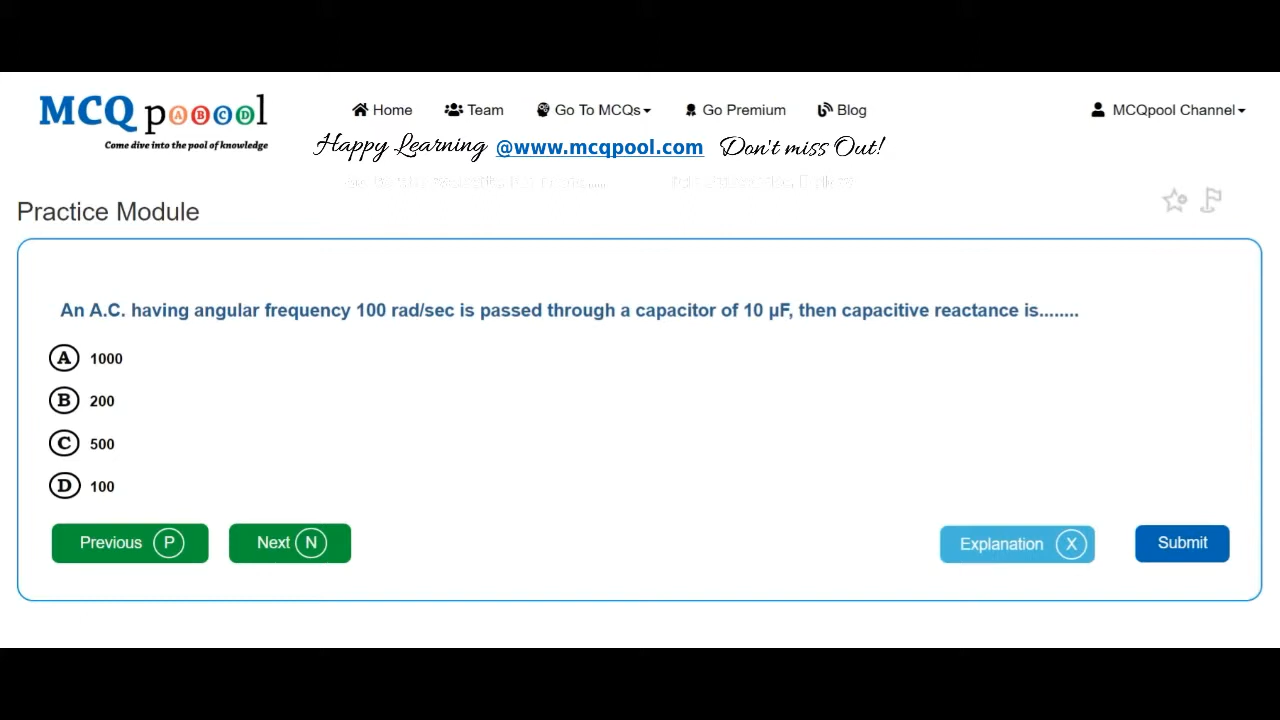 MCQ pooool
Come dive into the pool of knowledge
Home Team Go To MCQs Go Premium Blog MCQpool Channel
Happy Learning @www.mcqpool.com Don't miss Out!
Practice Module
An A.C. having angular frequency 100 rad/sec is passed through a capacitor of 10 µF, then capacitive reactance is........
A 1000
B 200
C 500
D 100
Previous P Next N Explanation X Submit